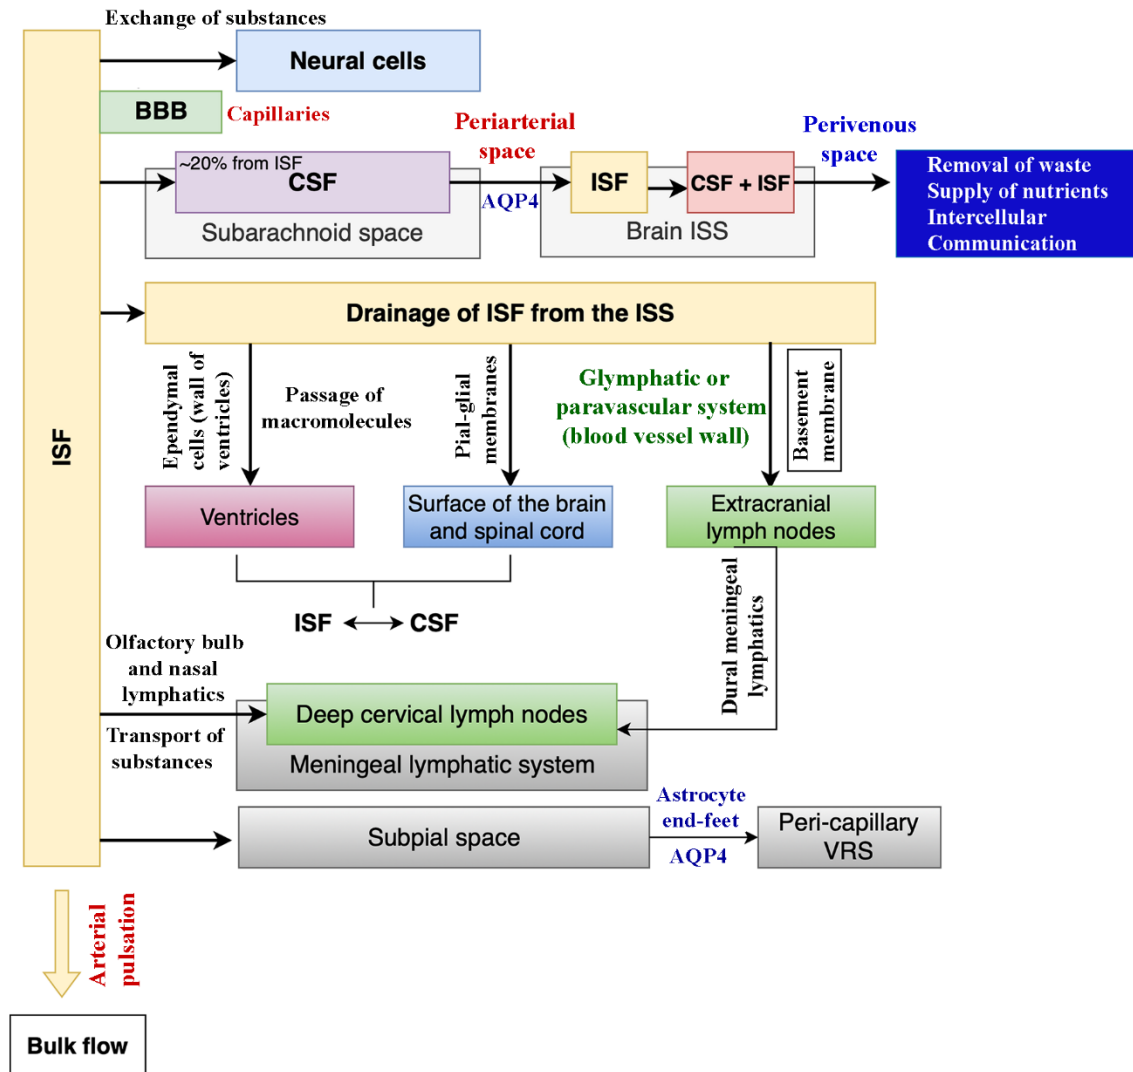 Exchange of substances
Neural cells
BBB
Capillaries
~20% from ISF
CSF
Subarachnoid space
Periarterial
space
AQP4
ISF
CSF + ISF
Brain ISS
Perivenous
space
Removal of waste
Supply of nutrients
Intercellular
Communication
ISF
Drainage of ISF from the ISS
Ependymal
cells (wall of
ventricles)
Passage of
macromolecules
Pial-glial
membranes
Glymphatic or
paravascular system
(blood vessel wall)
Basement
membrane
Ventricles
Surface of the brain
and spinal cord
Extracranial
lymph nodes
ISF
CSF
Dural meningeal
lymphatics
Olfactory bulb
and nasal
lymphatics
Transport of
substances
Deep cervical lymph nodes
Meningeal lymphatic system
Subpial space
Astrocyte
end-feet
AQP4
Peri-capillary
VRS
Arterial
pulsation
Bulk flow